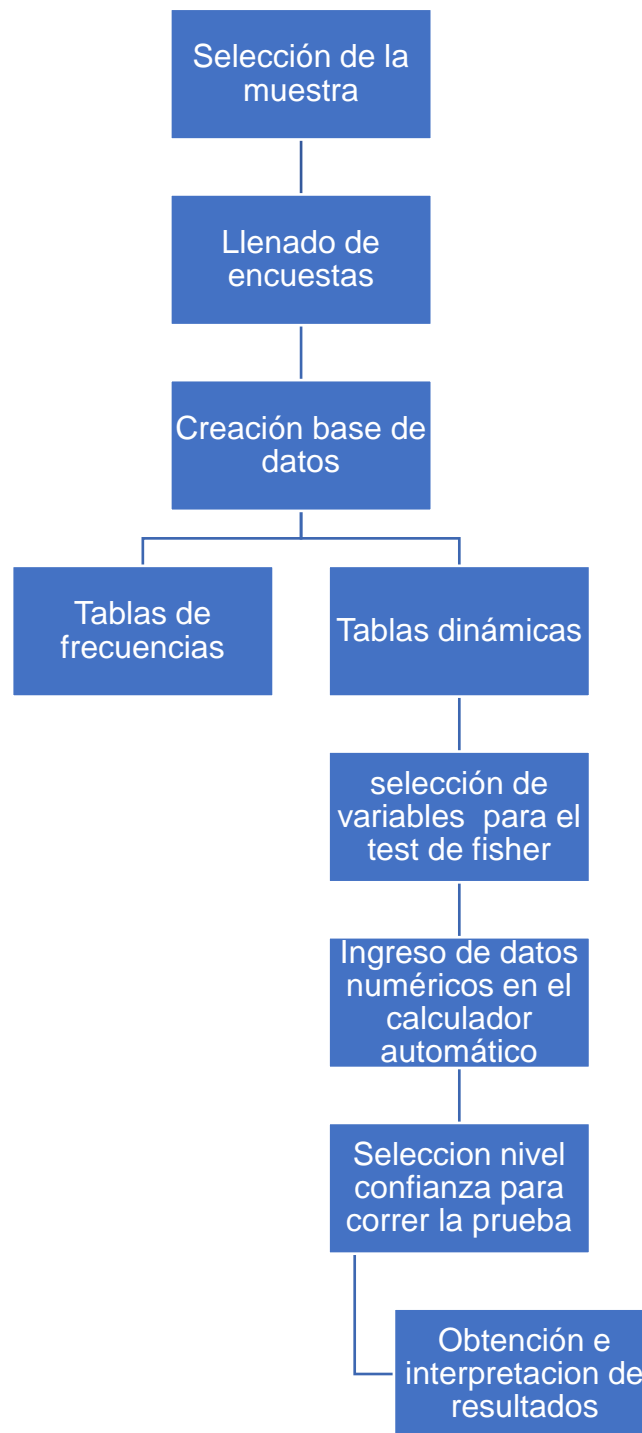 Selección de la
muestra
Llenado de
encuestas
Creación base de
datos
Tablas de
frecuencias
Tablas dinámicas
selección de
variables  para el
test de fisher
Ingreso de datos
numéricos en el
calculador
automático
Seleccion nivel
confianza para
correr la prueba
Obtención e
interpretacion de
resultados